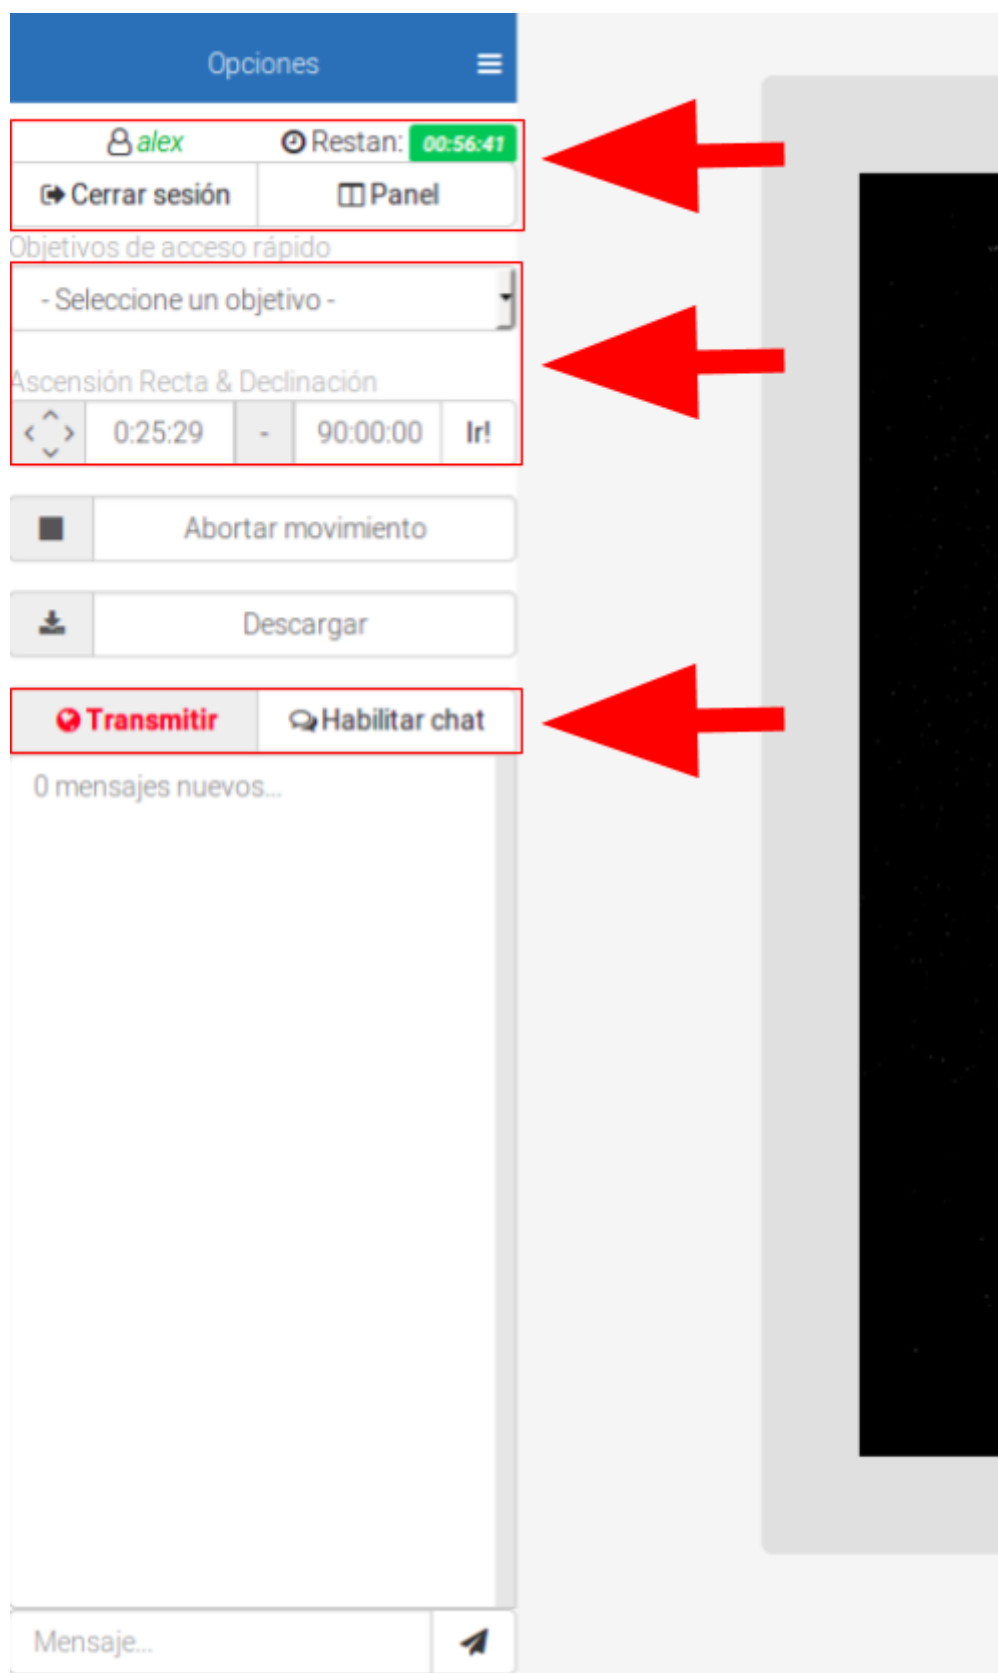 Opciones
alex Restan: 00:56:41
Cerrar sesión Panel
Objetivos de acceso rápido
- Seleccione un objetivo -
Ascensión Recta & Declinación
0:25:29 - 90:00:00 Ir!
Abortar movimiento
Descargar
Transmitir Habilitar chat
0 mensajes nuevos...
Mensaje...